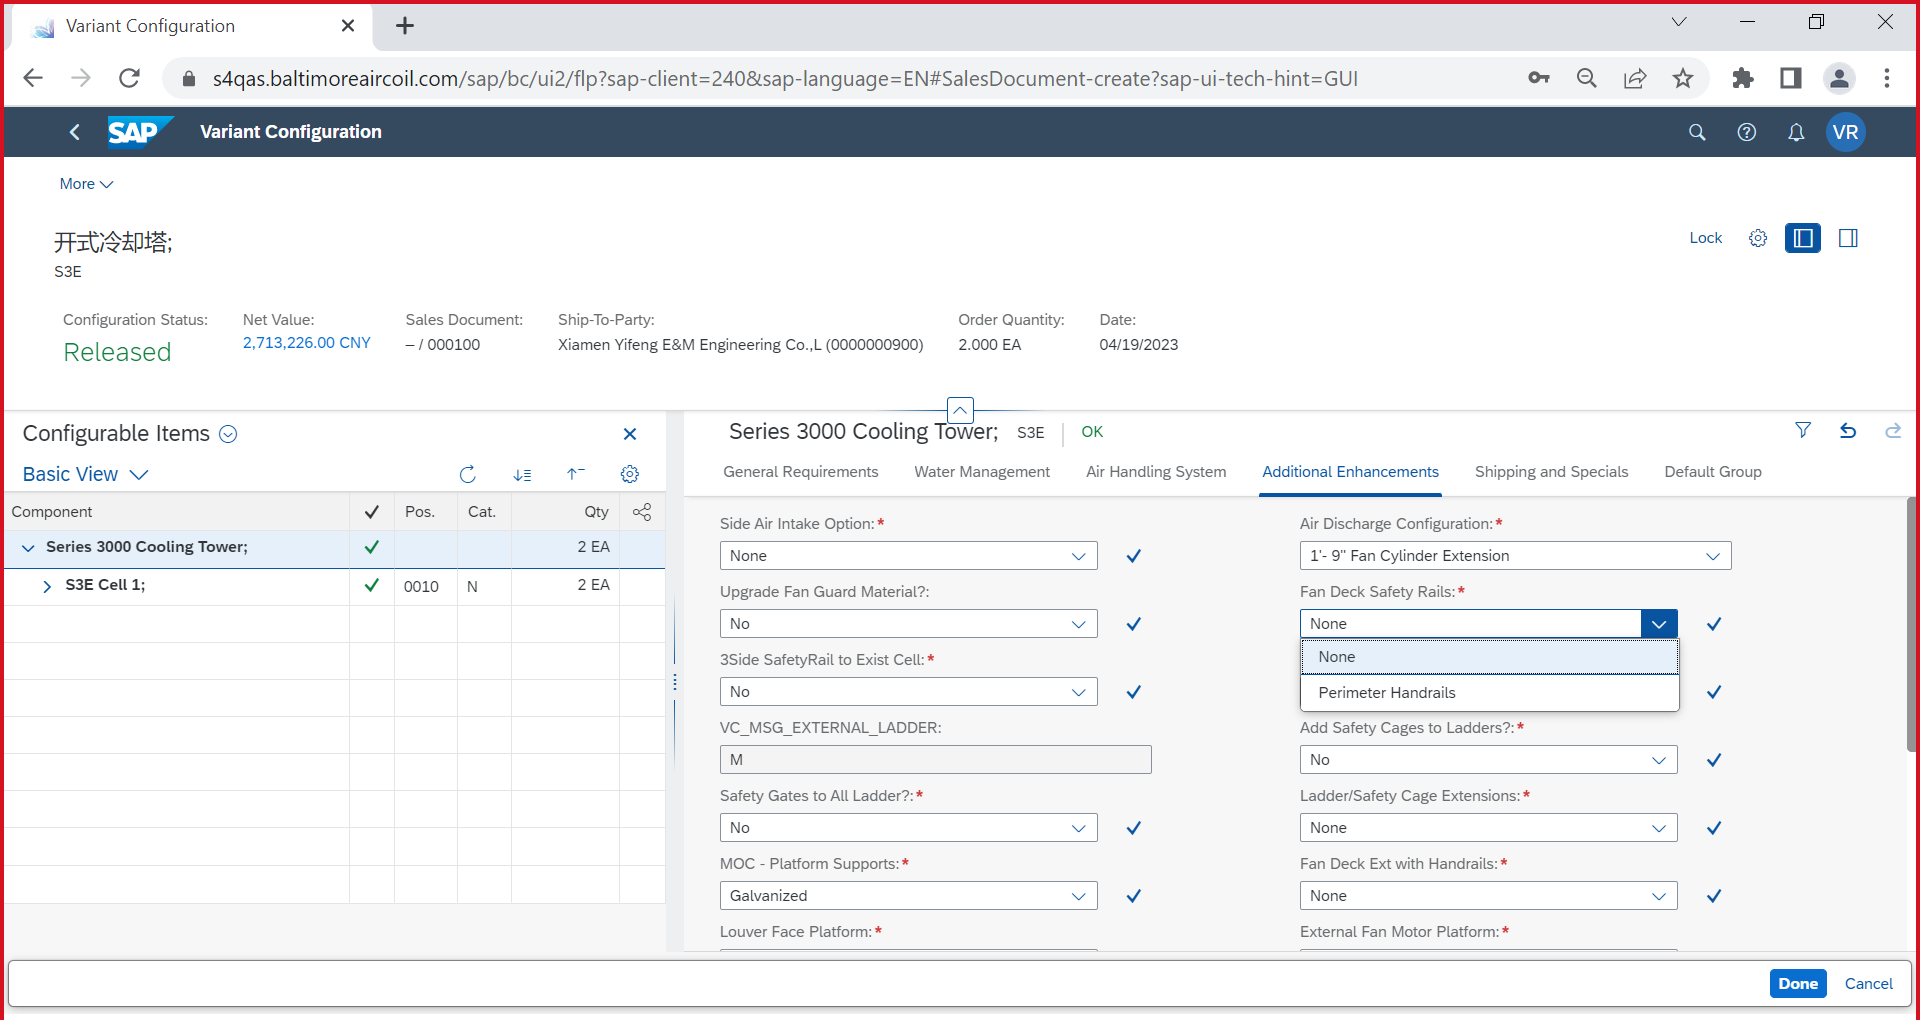 Variant Configuration
s4qas.baltimoreaircoil.com/sap/bc/ui2/flp?sap-client=240&sap-language=EN#SalesDocument-create?sap-ui-tech-hint=GUI
SAP Variant Configuration VR
More
开式冷却塔;
S3E
Lock
Configuration Status: Net Value: Sales Document: Ship-To-Party: Order Quantity: Date:
Released 2,713,226.00 CNY – / 000100 Xiamen Yifeng E&M Engineering Co.,L (0000000900) 2.000 EA 04/19/2023
Configurable Items
Basic View
Component Pos. Cat. Qty
Series 3000 Cooling Tower; 2 EA
S3E Cell 1; 0010 N 2 EA
Series 3000 Cooling Tower; S3E OK
General Requirements Water Management Air Handling System Additional Enhancements Shipping and Specials Default Group
Side Air Intake Option:* Air Discharge Configuration:*
None 1'- 9" Fan Cylinder Extension
Upgrade Fan Guard Material?: Fan Deck Safety Rails:*
No None
None
3Side SafetyRail to Exist Cell:*
No Perimeter Handrails
VC_MSG_EXTERNAL_LADDER: Add Safety Cages to Ladders?:*
M No
Safety Gates to All Ladder?:* Ladder/Safety Cage Extensions:*
No None
MOC - Platform Supports:* Fan Deck Ext with Handrails:*
Galvanized None
Louver Face Platform:* External Fan Motor Platform:*
Done Cancel